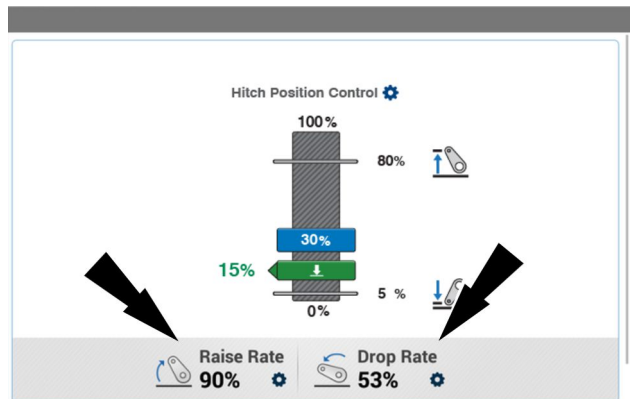 Hitch Position Control
100%
80%
30%
15%
5 %
0%
Raise Rate
90%
Drop Rate
53%